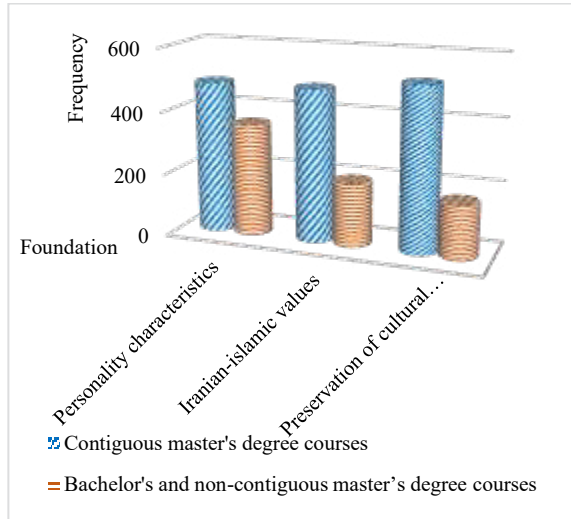 Frequency
600
400
200
0
Foundation
Personality characteristics
Iranian-islamic values
Preservation of cultural…
Contiguous master's degree courses
Bachelor's and non-contiguous master’s degree courses